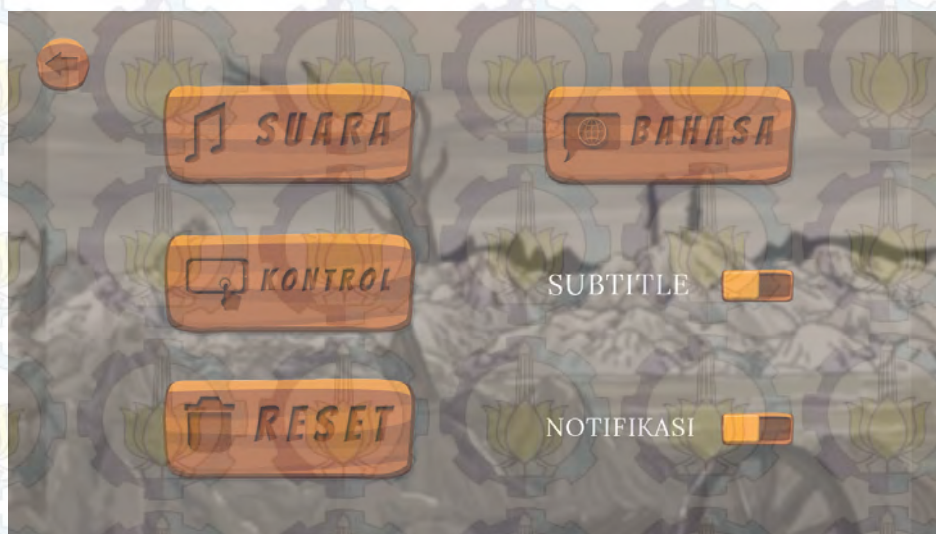 SUARA
BAHASA
KONTROL
SUBTITLE
RESET
NOTIFIKASI